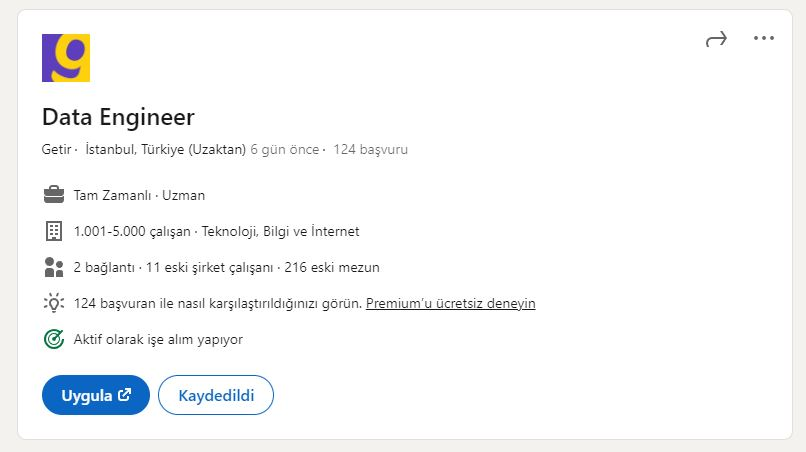 g
Data Engineer
Getir · İstanbul, Türkiye (Uzaktan) 6 gün önce · 124 başvuru
Tam Zamanlı · Uzman
1.001-5.000 çalışan · Teknoloji, Bilgi ve İnternet
2 bağlantı · 11 eski şirket çalışanı · 216 eski mezun
124 başvuran ile nasıl karşılaştırıldığınızı görün. Premium'u ücretsiz deneyin
Aktif olarak işe alım yapıyor
Uygula Kaydedildi